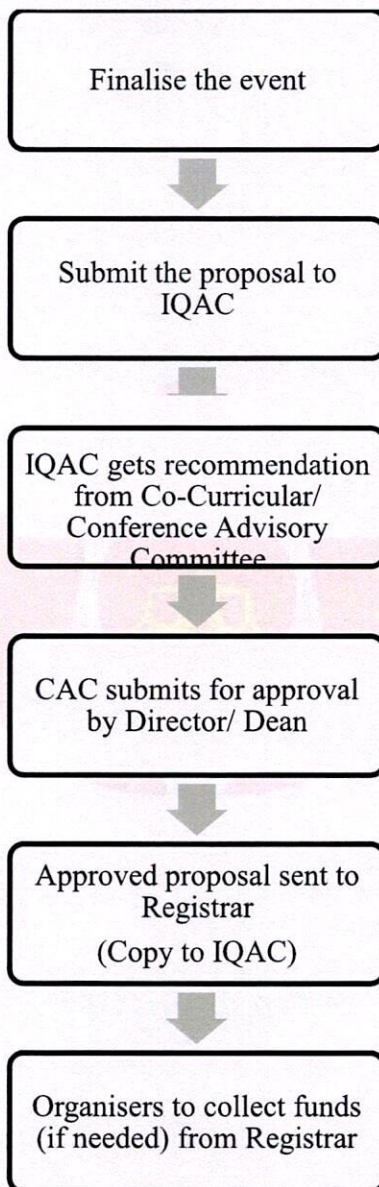 Finalise the event
Submit the proposal to
IQAC
IQAC gets recommendation
from Co-Curricular/
Conference Advisory
Committee
CAC submits for approval
by Director/ Dean
Approved proposal sent to
Registrar
(Copy to IQAC)
Organisers to collect funds
(if needed) from Registrar